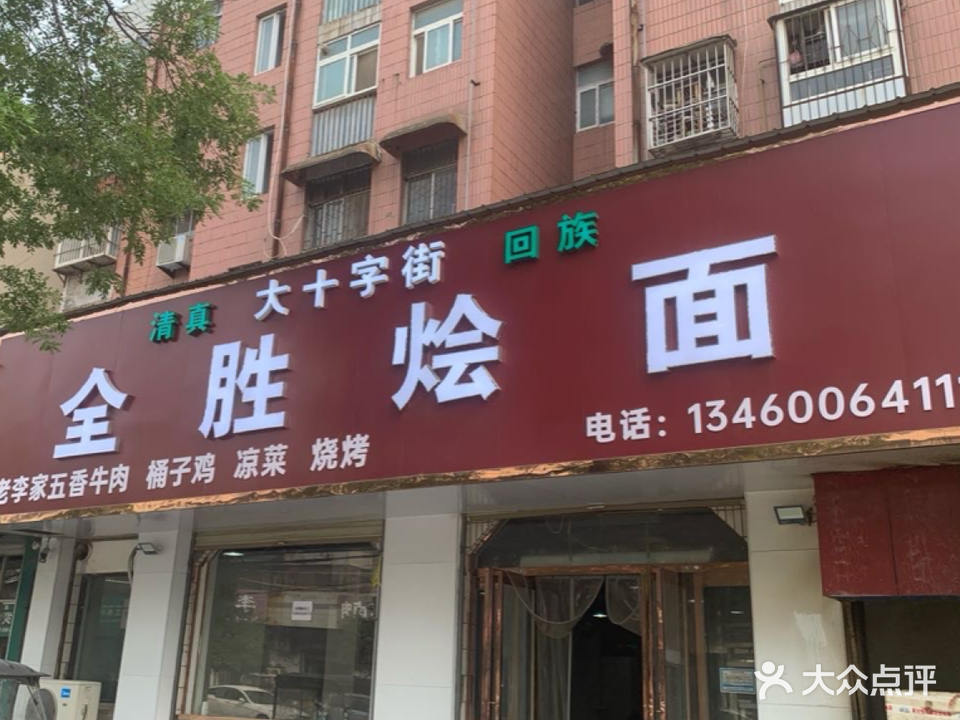 清真 大十字街 回族
全胜烩面
老李家五香牛肉 桶子鸡 凉菜 烧烤
电话：1346006411
大众点评